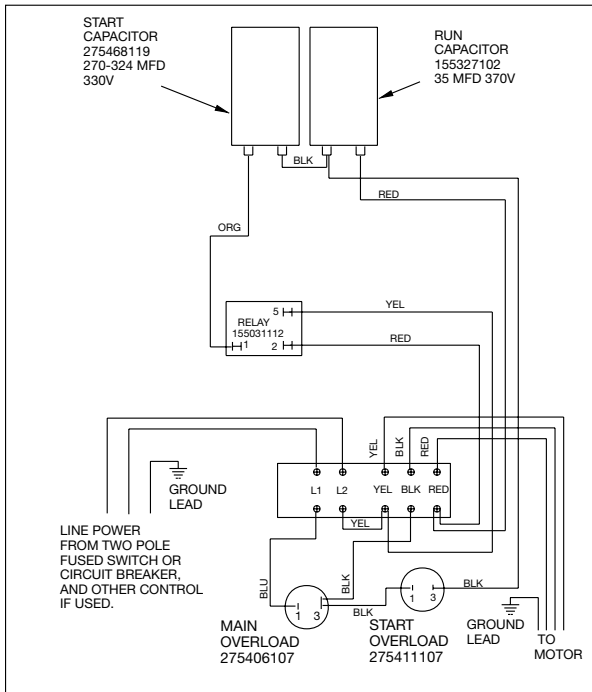 START
CAPACITOR
275468119
270-324 MFD
330V
RUN
CAPACITOR
155327102
35 MFD 370V
BLK
RED
ORG
YEL
5
RELAY
155031112
1
2
RED
YEL
BLK
RED
GROUND
LEAD
L1 L2 YEL BLK RED
YEL
LINE POWER
FROM TWO POLE
FUSED SWITCH OR
CIRCUIT BREAKER,
AND OTHER CONTROL
IF USED.
BLU
BLK
BLK
BLK
1 3
1 3
MAIN
OVERLOAD
275406107
START
OVERLOAD
275411107
GROUND
LEAD
TO
MOTOR